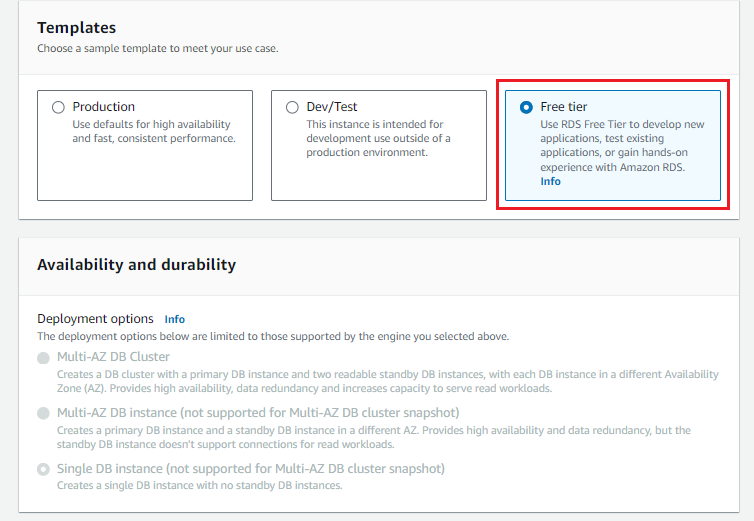 Templates
Choose a sample template to meet your use case.
Production
Use defaults for high availability
and fast, consistent performance.
Dev/Test
This instance is intended for
development use outside of a
production environment.
Free tier
Use RDS Free Tier to develop new
applications, test existing
applications, or gain hands-on
experience with Amazon RDS.
Info
Availability and durability
Deployment options Info
The deployment options below are limited to those supported by the engine you selected above.
Multi-AZ DB Cluster
Creates a DB cluster with a primary DB instance and two readable standby DB instances, with each DB instance in a different Availability
Zone (AZ). Provides high availability, data redundancy and increases capacity to serve read workloads.
Multi-AZ DB instance (not supported for Multi-AZ DB cluster snapshot)
Creates a primary DB instance and a standby DB instance in a different AZ. Provides high availability and data redundancy, but the
standby DB instance doesn't support connections for read workloads.
Single DB instance (not supported for Multi-AZ DB cluster snapshot)
Creates a single DB instance with no standby DB instances.